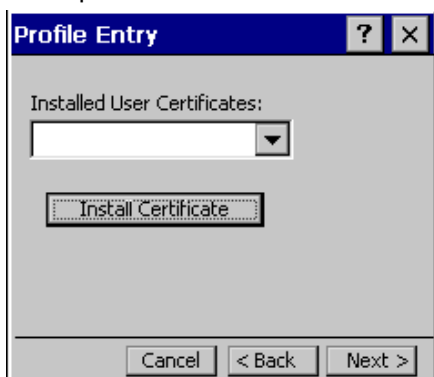 Profile Entry ? ×
Installed User Certificates:
Install Certificate
Cancel < Back Next >